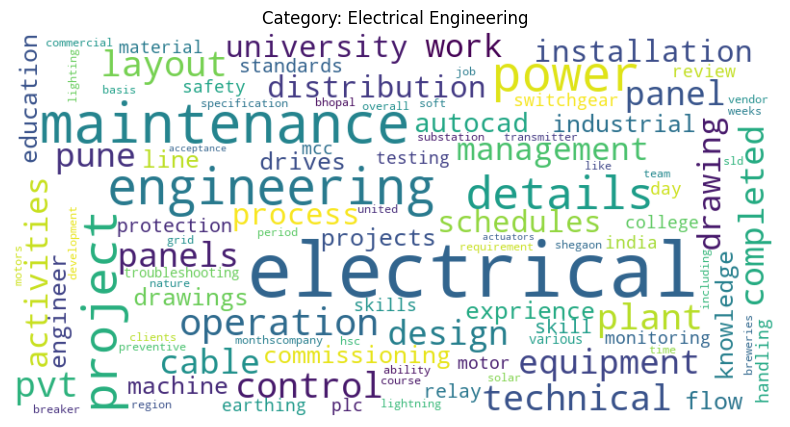 Category: Electrical Engineering
commercial
material
university work
installation
education
lighting
layout
standards
distribution
power
review
basis
safety
job
switchgear
panel
vendor
weeks
specification
bhopal
overall
soft
maintenance
autocad
industrial
substation
transmitter
acceptance
pune
line
mcc
drives
testing
management
like
drawing
sld
team
day
completed
engineering
details
activities
project
protection
process
united
schedules
college
grid
period
projects
actuators
requirement
shegaon
india
motors
development
panels
troubleshooting
electrical
including
knowledge
engineer
nature
drawings
skills
exprience
skill
plant
operation
design
various
monitoring
breweries
handling
clients
preventive
monthscompany
hsc
commissioning
motor
equipment
time
cable
ability
course
solar
pvt
machine
control
relay
technical
flow
breaker
region
earthing
plc
lightning